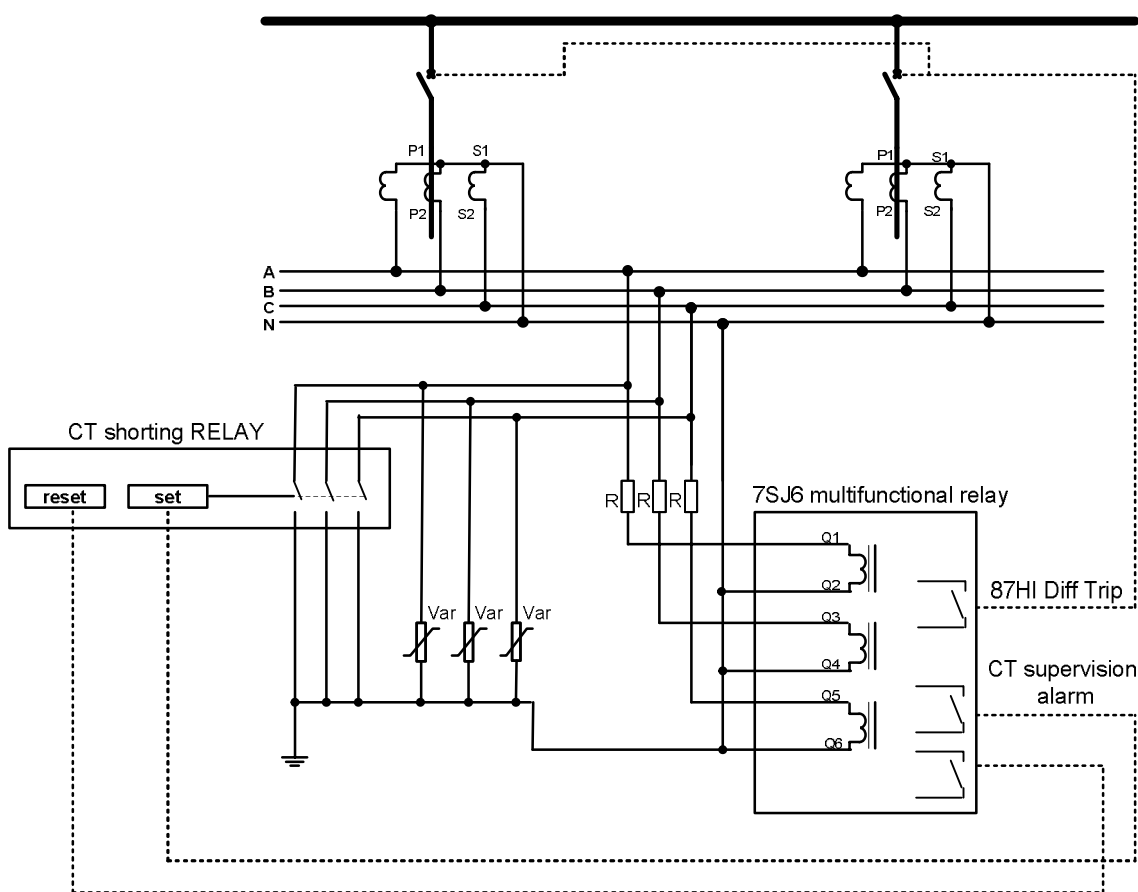 P1
S1
P2
S2
P1
S1
P2
S2
A
B
C
N
CT shorting RELAY
reset
set
R
R
R
7SJ6 multifunctional relay
Q1
Q2
Q3
Q4
Q5
Q6
87HI Diff Trip
CT supervision
alarm
Var
Var
Var